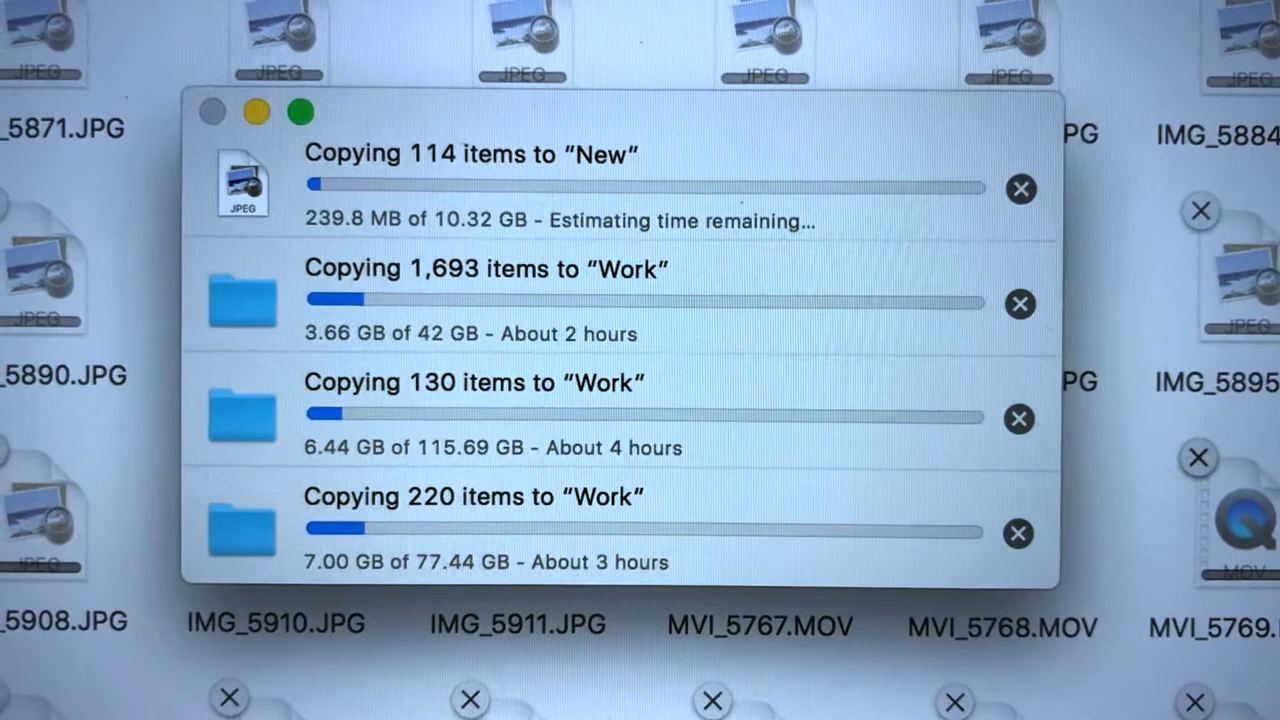 JPEG
JPEG
JPEG
JPEG
JPEG
JPEG
_5871.JPG
PG
IMG_5884
Copying 114 items to “New”
JPEG
239.8 MB of 10.32 GB - Estimating time remaining...
Copying 1,693 items to “Work”
3.66 GB of 42 GB - About 2 hours
JPEG
JPEG
_5890.JPG
PG
IMG_5895
Copying 130 items to “Work”
6.44 GB of 115.69 GB - About 4 hours
Copying 220 items to “Work”
7.00 GB of 77.44 GB - About 3 hours
JPEG
MOV
_5908.JPG
IMG_5910.JPG
IMG_5911.JPG
MVI_5767.MOV
MVI_5768.MOV
MVI_5769.